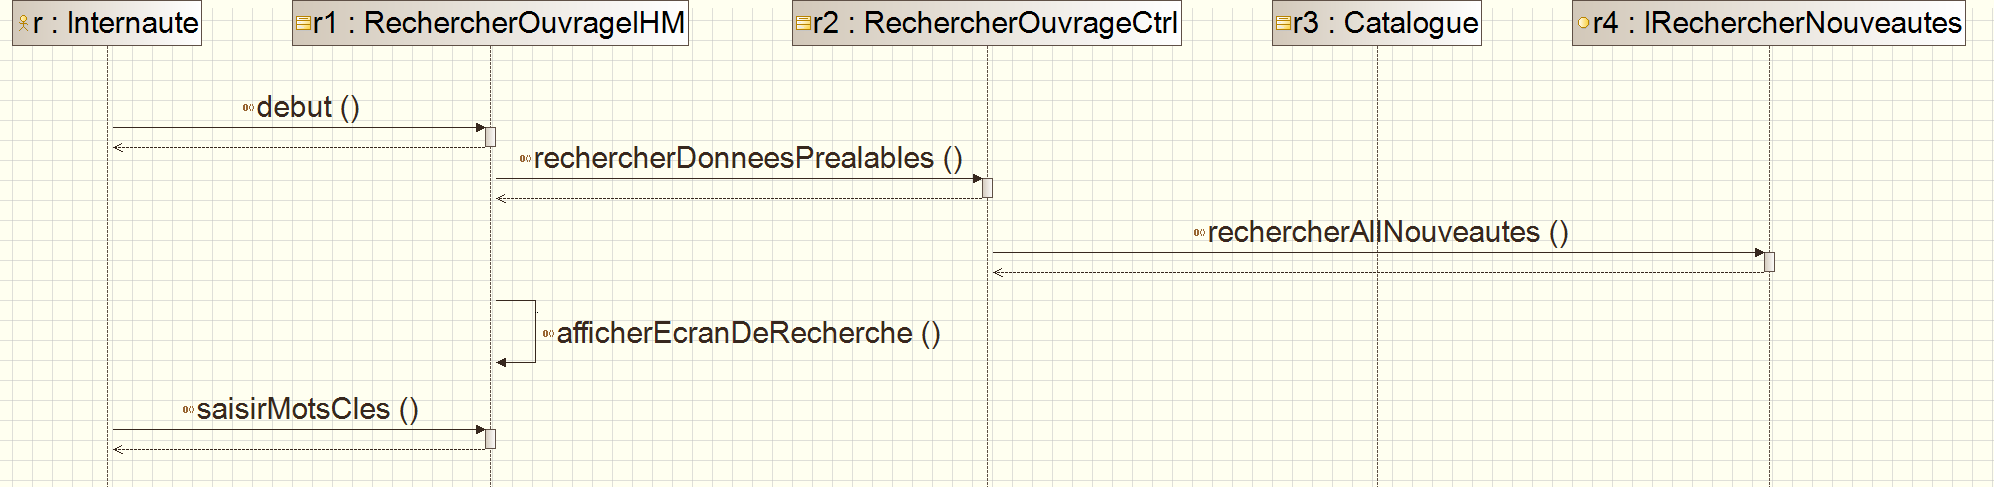 r : Internaute
r1 : RechercherOuvrageIHM
r2 : RechercherOuvrageCtrl
r3 : Catalogue
r4 : IRechercherNouveautes
debut ()
rechercherDonneesPrealables ()
rechercherAllNouveautes ()
afficherEcranDeRecherche ()
saisirMotsCles ()